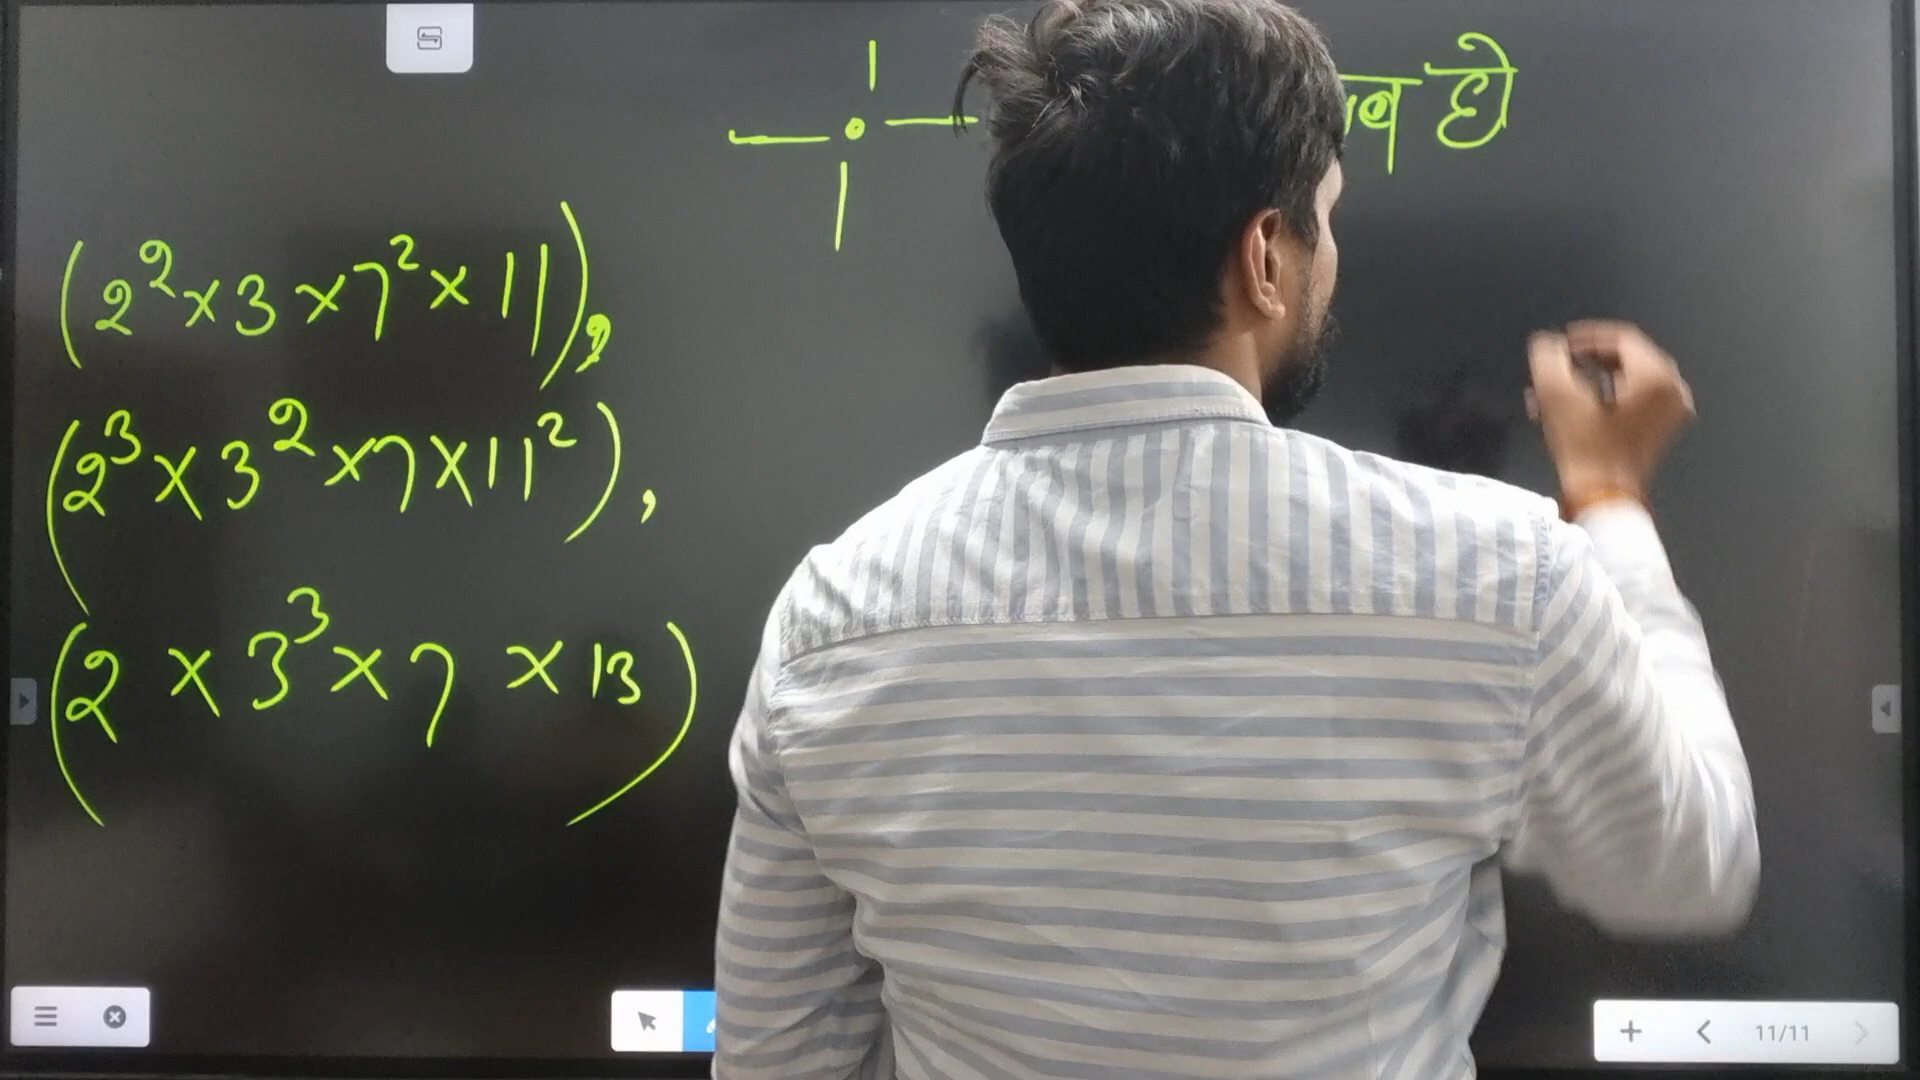 हो
(2² × 3 × 7² × 11),
(2³ × 3² × 7 × 11²),
(2 × 3³ × 7 × 13)
11/11